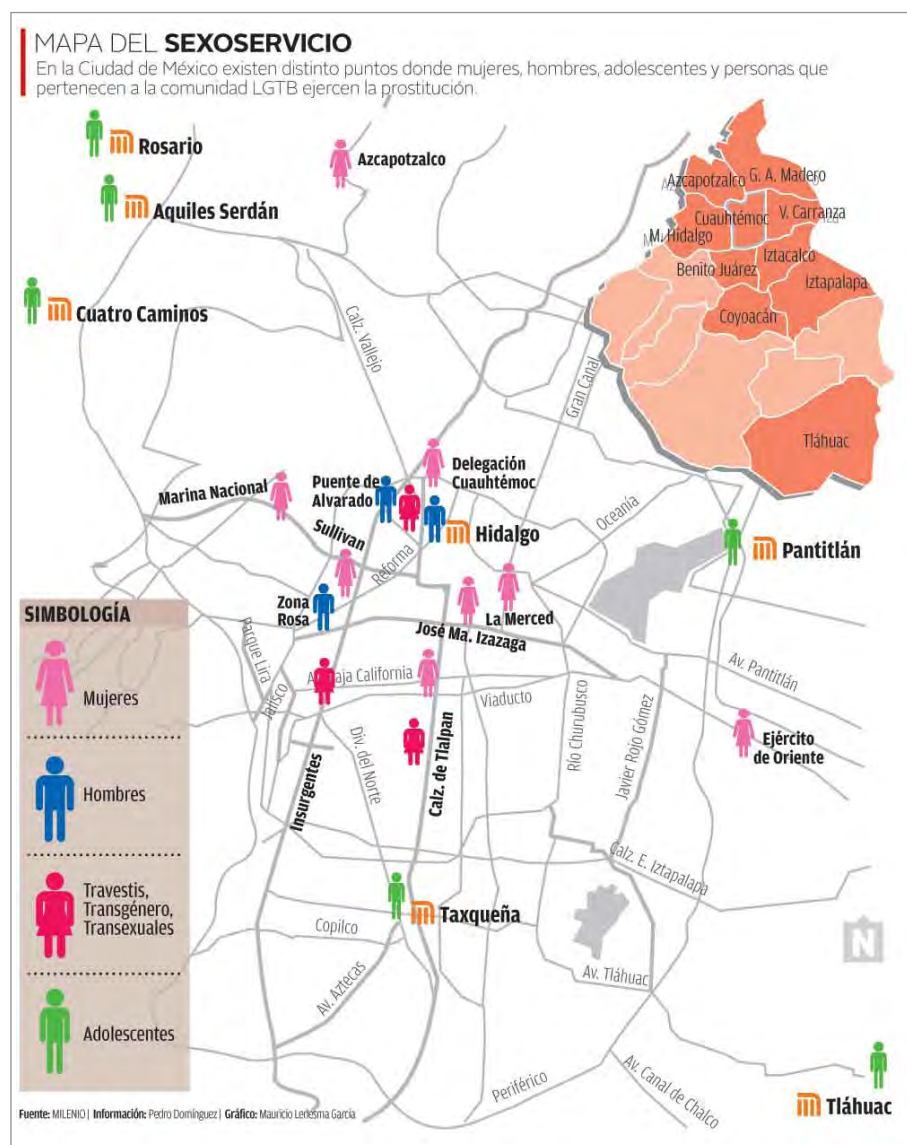 MAPA DEL SEXOSERVICIO
En la Ciudad de México existen distinto puntos donde mujeres, hombres, adolescentes y personas que
pertenecen a la comunidad LGTB ejercen la prostitución.
Rosario
Azcapotzalco
Aquiles Serdán
Cuatro Caminos
Azcapotzalco
G. A. Madero
Cuauhtémoc
V. Carranza
M. Hidalgo
Iztacalco
Benito Juárez
Iztapalapa
Coyoacán
Tláhuac
Calz. Vallejo
Gran Canal
Marina Nacional
Puente de
Alvarado
Delegación
Cuauhtémoc
Sullivan
Reforma
Hidalgo
Oceanía
Pantitlán
Zona
Rosa
José Ma. Izazaga
La Merced
SIMBOLOGÍA
Mujeres
Hombres
Travestis,
Transgénero,
Transexuales
Adolescentes
Parque Lira
Jalisco
California
Viaducto
Av. Pantitlán
Insurgentes
Div. del Norte
Calz. de Tlalpan
Río Churubusco
Javier Rojo Gómez
Ejército
de Oriente
Calz. E. Iztapalapa
Taxqueña
Copilco
Av. Aztecas
Av. Tláhuac
N
Periférico
Av. Canal de Chalco
Tláhuac
Fuente: MILENIO | Información: Pedro Domínguez | Gráfico: Mauricio Ledesma García